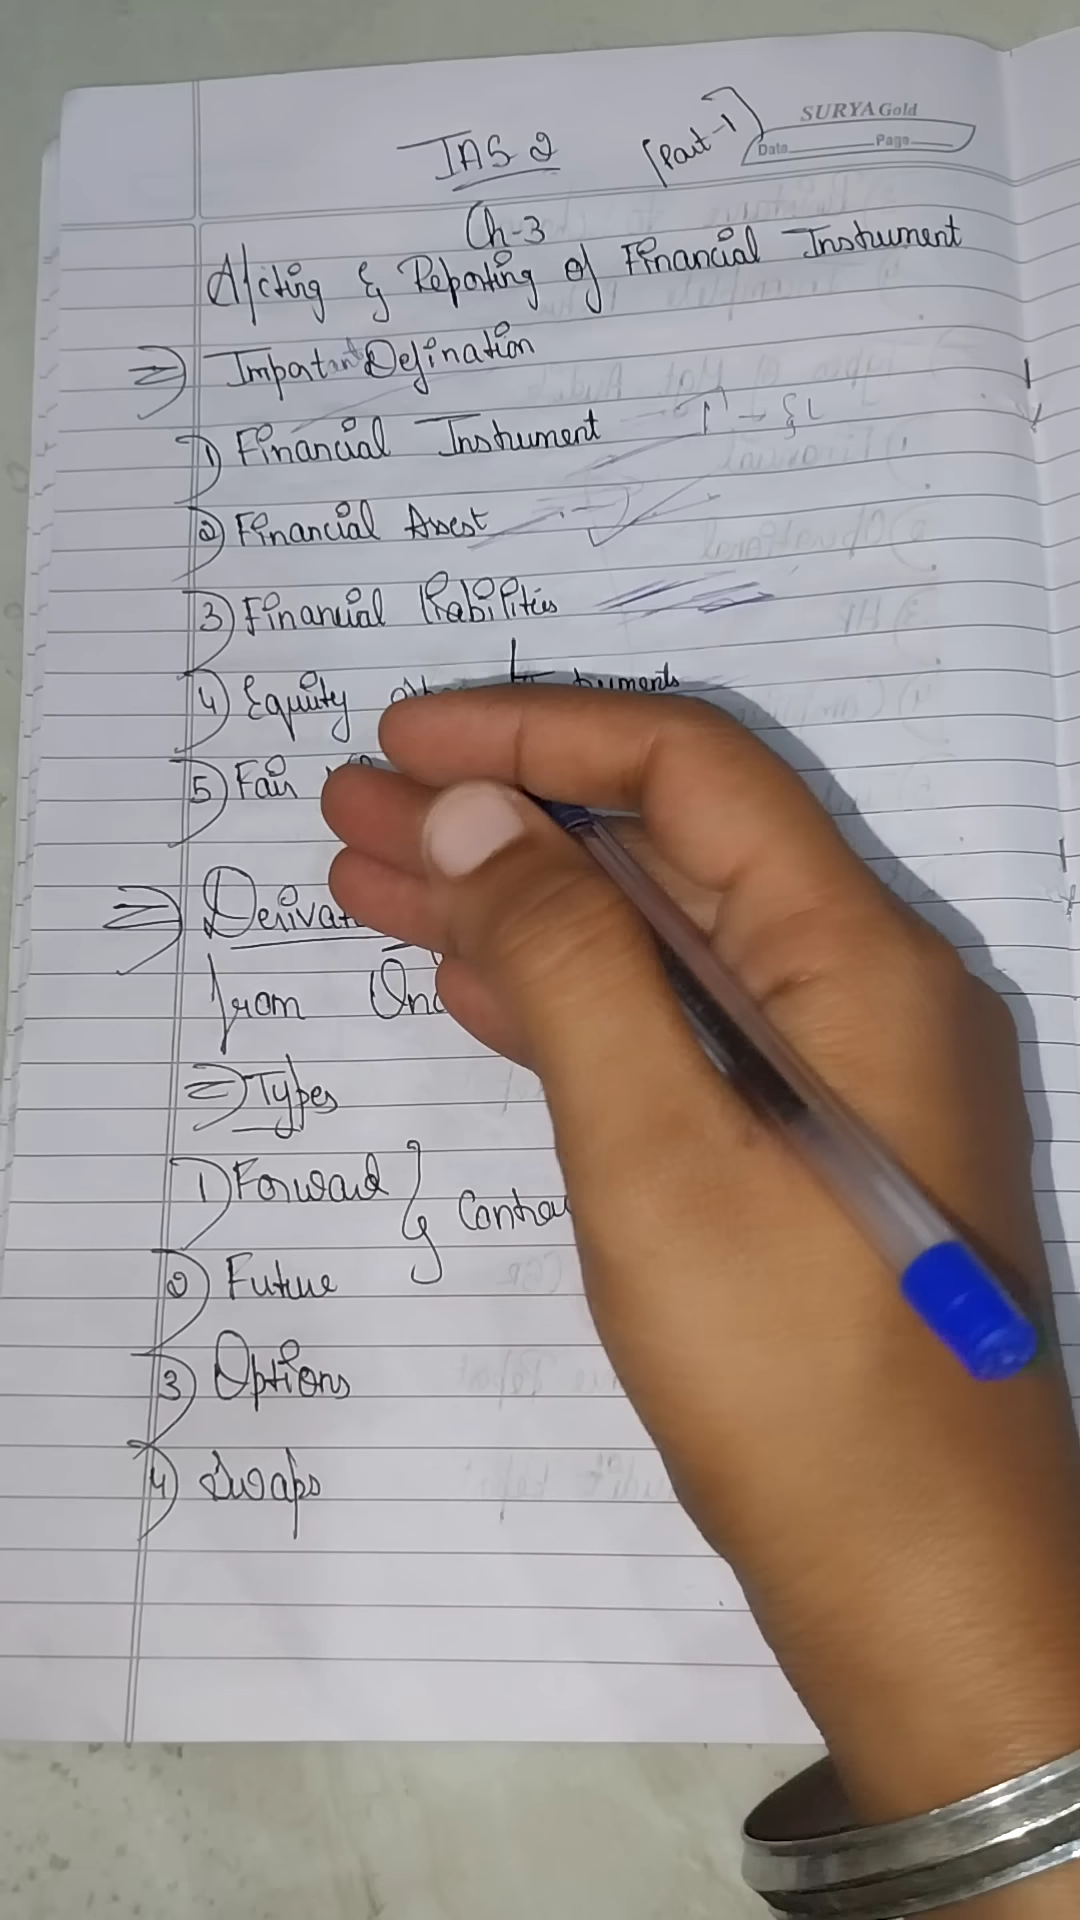 SURYA Gold
IAS 2 [Part-1]
Date Page
Ch-3
A/cting & Reporting of Financial Instrument
⇒ Important Defination
1) Financial Instrument
2) Financial Assest
3) Financial liabilities
4) Equity
5) Fair
⇒ Derivat
from
⇒ Types
1) Forward
2) Future
3) Options
4) Swaps